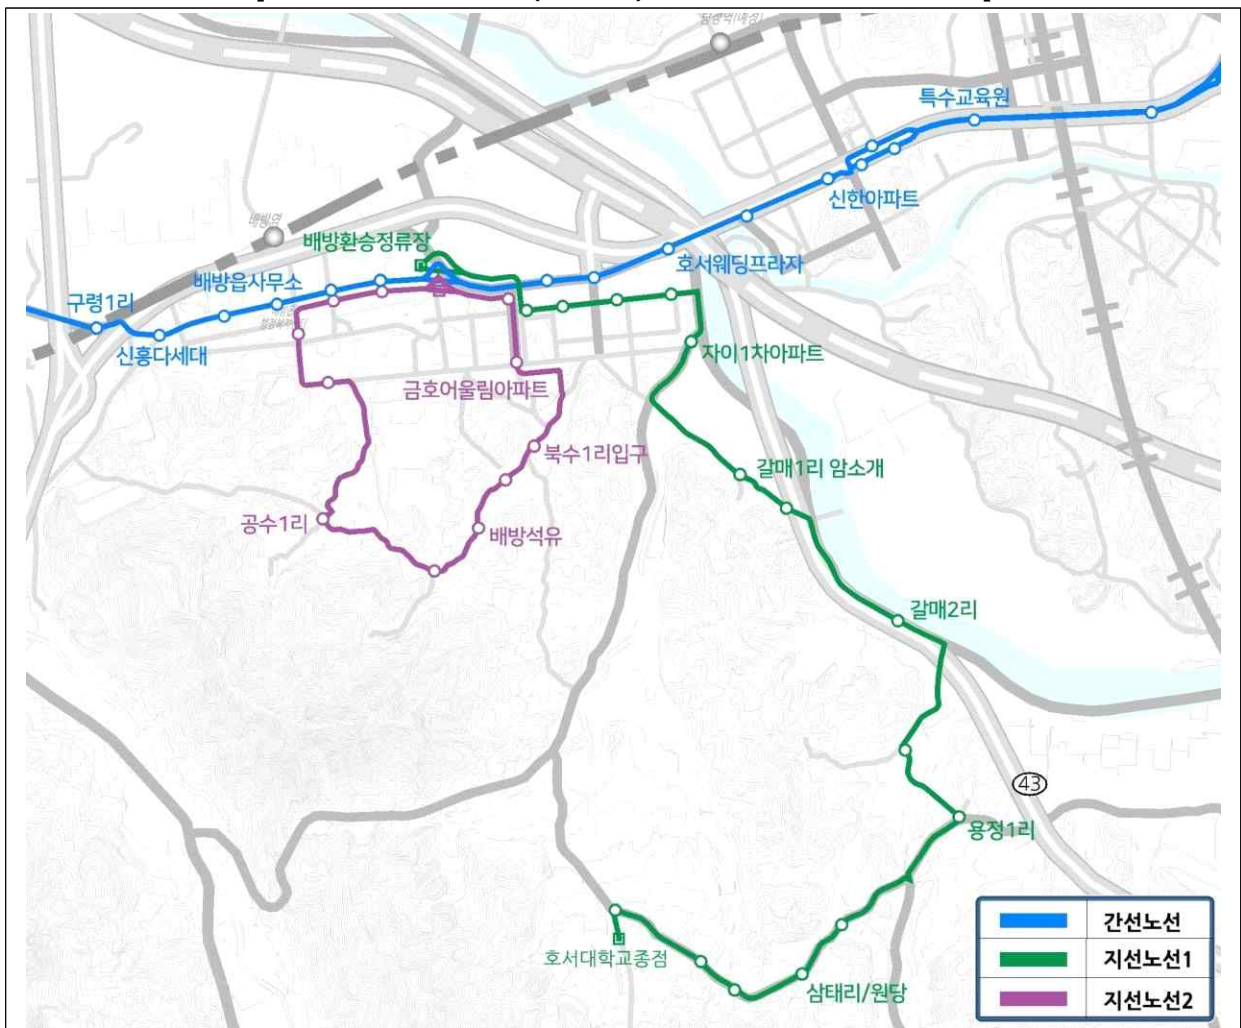 특수교육원
신한아파트
배방역
배방환승정류장
호서웨딩프라자
배방읍사무소
구령1리
신흥다세대
자이1차아파트
금호어울림아파트
북수1리입구
갈매1리 암소개
공수1리
배방석유
갈매2리
43
용정1리
호서대학교종점
삼태리/원당
간선노선
지선노선1
지선노선2